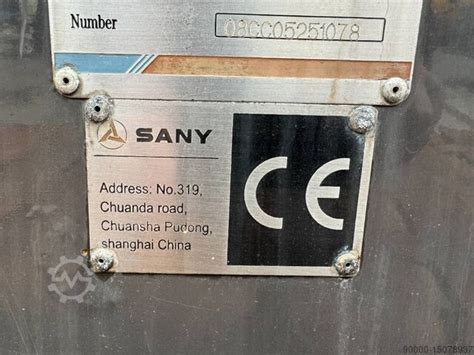 Number 08CC05251078
SANY
CE
Address: No.319,
Chuanda road,
Chuansha Pudong,
shanghai China
90000-15078937